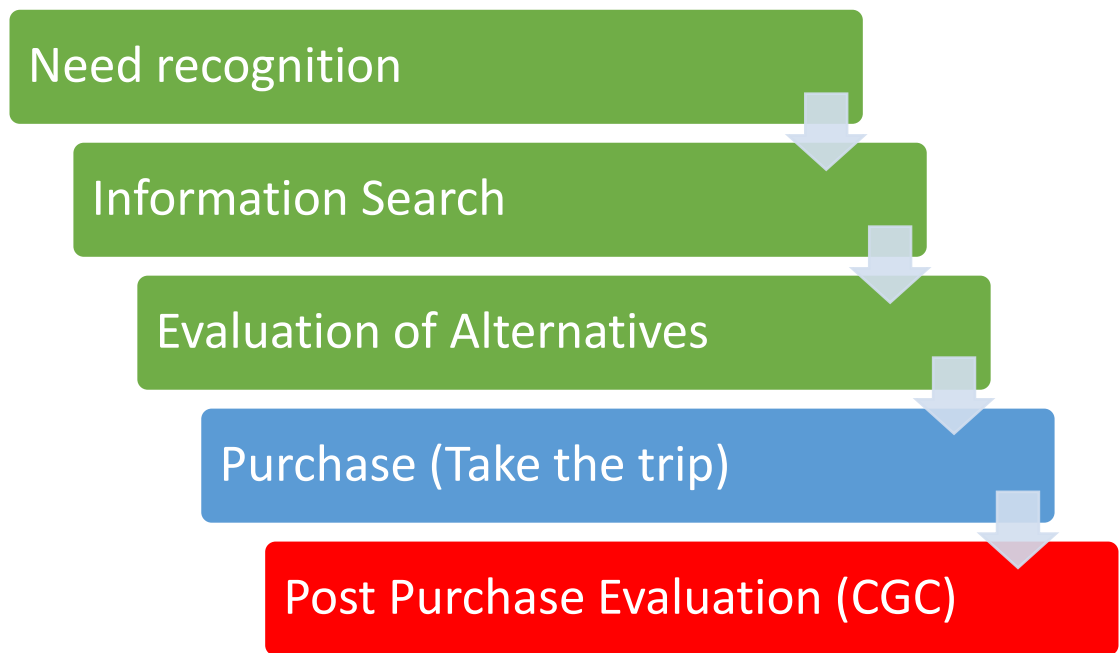 Need recognition
Information Search
Evaluation of Alternatives
Purchase (Take the trip)
Post Purchase Evaluation (CGC)